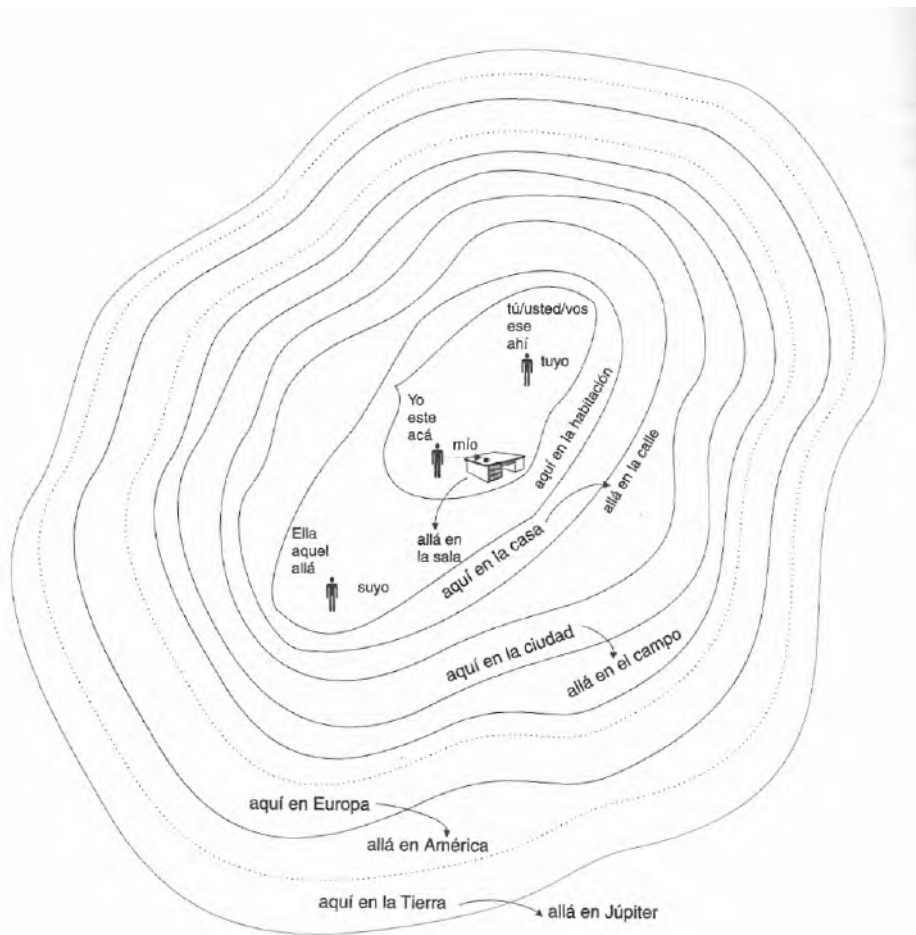 tú/usted/vos
ese
ahí
tuyo
Yo
este
acá
mío
aquí en la habitación
allá en la calle
allá en
la sala
aquí en la casa
Ella
aquel
allá
suyo
aquí en la ciudad
allá en el campo
aquí en Europa
allá en América
aquí en la Tierra
allá en Júpiter